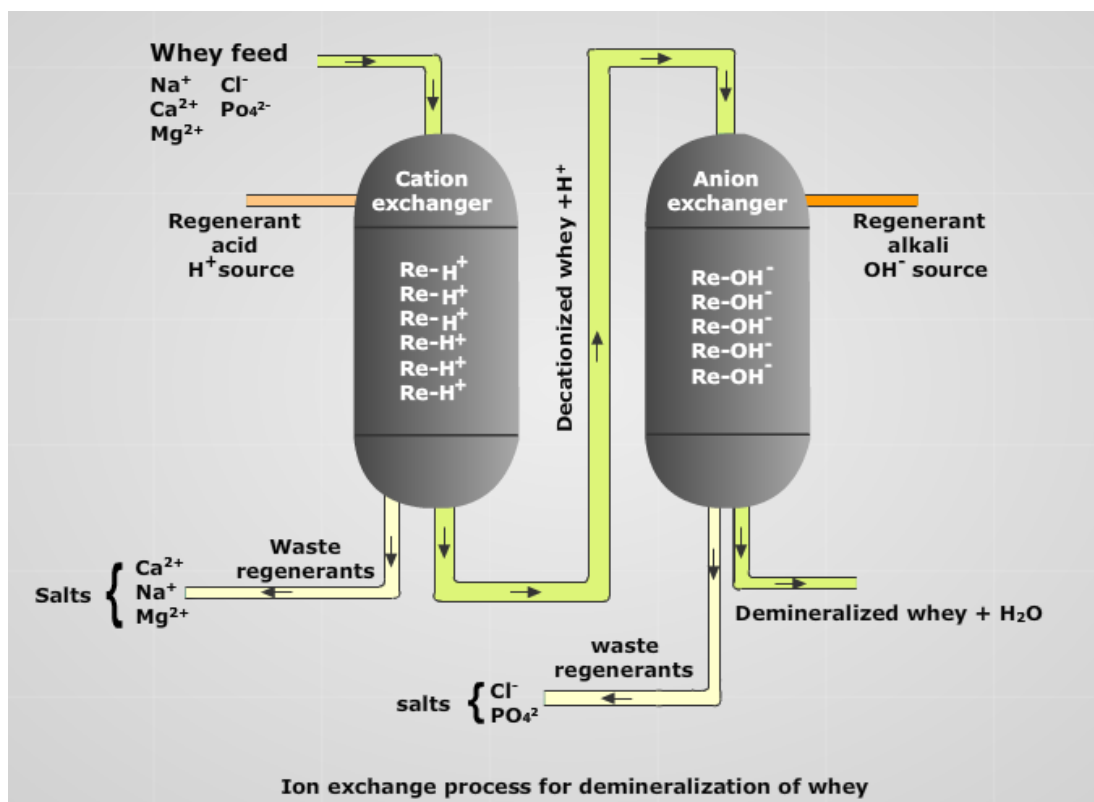 Whey feed
Na⁺ Cl⁻
Ca²⁺ Po₄²⁻
Mg²⁺
Cation
exchanger
Anion
exchanger
Regenerant
acid
H⁺source
Regenerant
alkali
OH⁻ source
Re-H⁺
Re-H⁺
Re-H⁺
Re-H⁺
Re-H⁺
Re-H⁺
Decationized whey +H⁺
Re-OH⁻
Re-OH⁻
Re-OH⁻
Re-OH⁻
Re-OH⁻
Waste
regenerants
Salts { Ca²⁺
Na⁺
Mg²⁺
Demineralized whey + H₂O
waste
regenerants
salts { Cl⁻
PO₄²
Ion exchange process for demineralization of whey